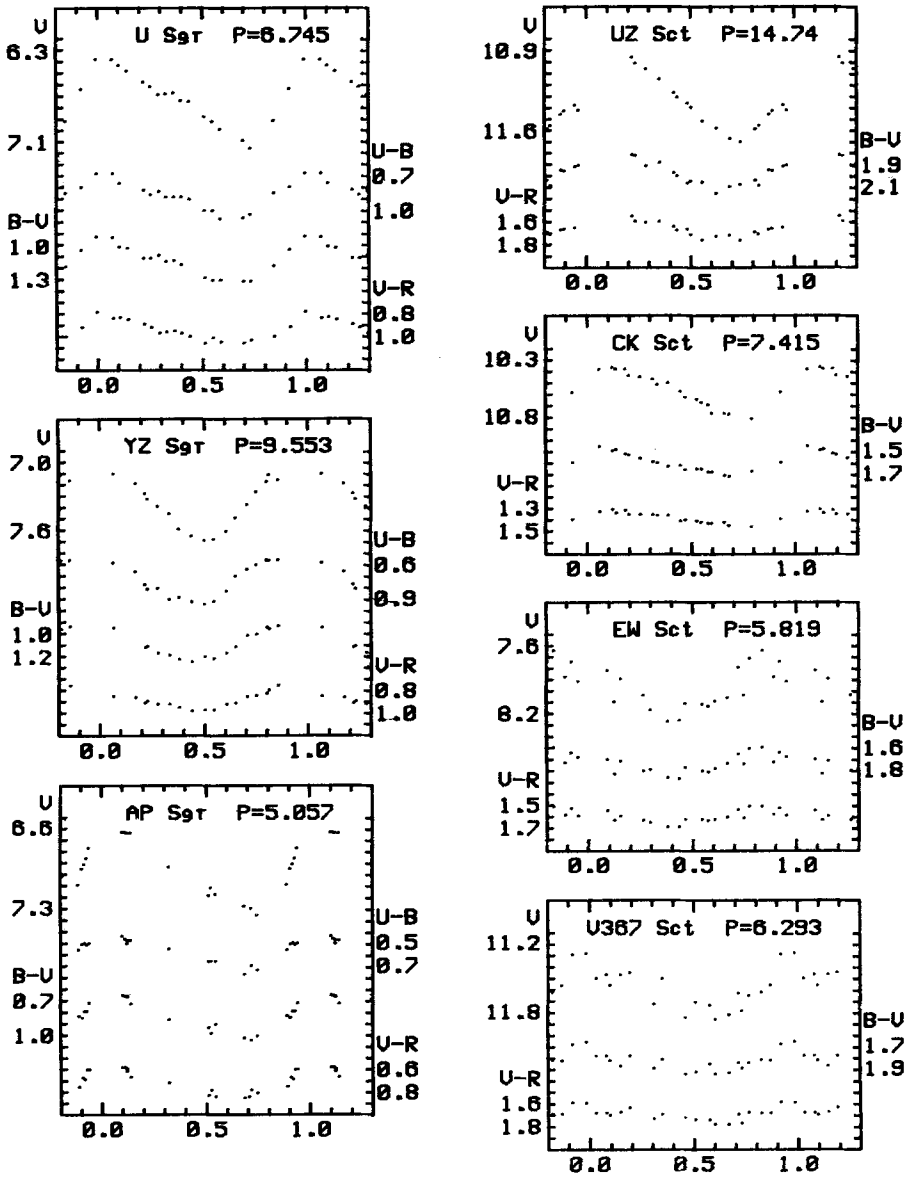 V
U Sgr P=6.745
6.3
7.1
U-B
0.7
1.0
B-V
1.0
1.3
V-R
0.8
1.0
0.0 0.5 1.0
V
YZ Sgr P=9.553
7.0
7.6
U-B
0.6
0.9
B-V
1.0
1.2
V-R
0.8
1.0
0.0 0.5 1.0
V
AP Sgr P=5.057
6.6
7.3
U-B
0.5
0.7
B-V
0.7
1.0
V-R
0.6
0.8
0.0 0.5 1.0
V
UZ Sct P=14.74
10.9
11.6
B-V
1.9
2.1
V-R
1.6
1.8
0.0 0.5 1.0
V
CK Sct P=7.415
10.3
10.8
B-V
1.5
1.7
V-R
1.3
1.5
0.0 0.5 1.0
V
EW Sct P=5.819
7.6
8.2
B-V
1.6
1.8
V-R
1.5
1.7
0.0 0.5 1.0
V
V367 Sct P=6.293
11.2
11.8
B-V
1.7
1.9
V-R
1.6
1.8
0.0 0.5 1.0